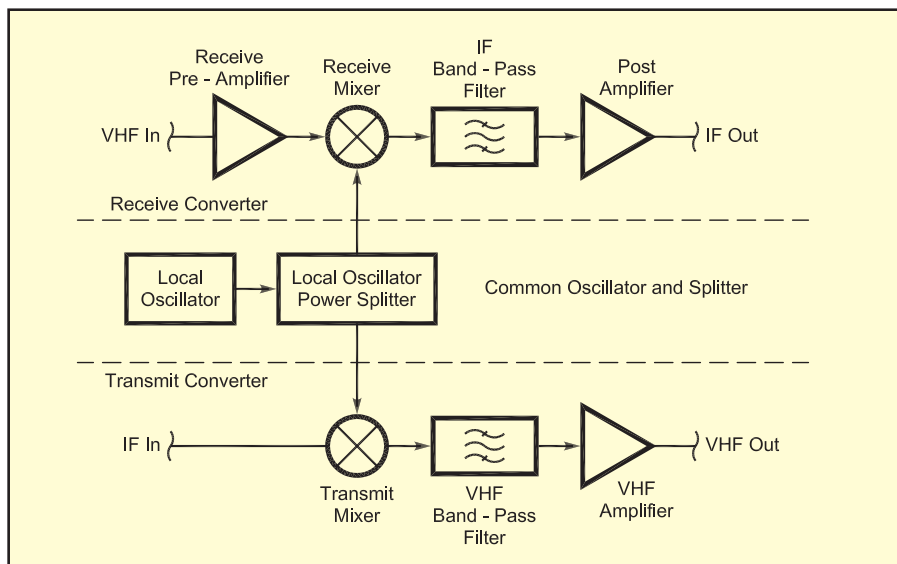 Receive
Pre - Amplifier
Receive
Mixer
IF
Band - Pass
Filter
Post
Amplifier
VHF In
IF Out
Receive Converter
Local
Oscillator
Local Oscillator
Power Splitter
Common Oscillator and Splitter
Transmit Converter
IF In
VHF Out
Transmit
Mixer
VHF
Band - Pass
Filter
VHF
Amplifier